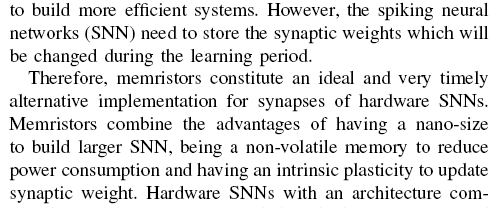 to build more efficient systems. However, the spiking neural
networks (SNN) need to store the synaptic weights which will
be changed during the learning period.
Therefore, memristors constitute an ideal and very timely
alternative implementation for synapses of hardware SNNs.
Memristors combine the advantages of having a nano-size
to build larger SNN, being a non-volatile memory to reduce
power consumption and having an intrinsic plasticity to update
synaptic weight. Hardware SNNs with an architecture com-